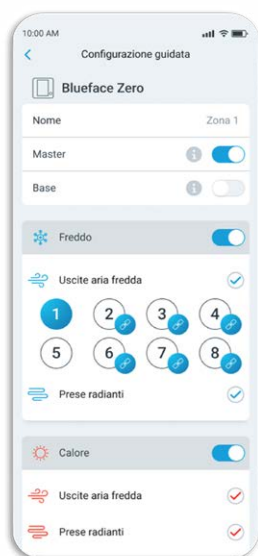 10:00 AM
Configurazione guidata
Blueface Zero
Nome Zona 1
Master i
Base i
Freddo
Uscite aria fredda
1 2 3 4
5 6 7 8
Prese radianti
Calore
Uscite aria fredda
Prese radianti